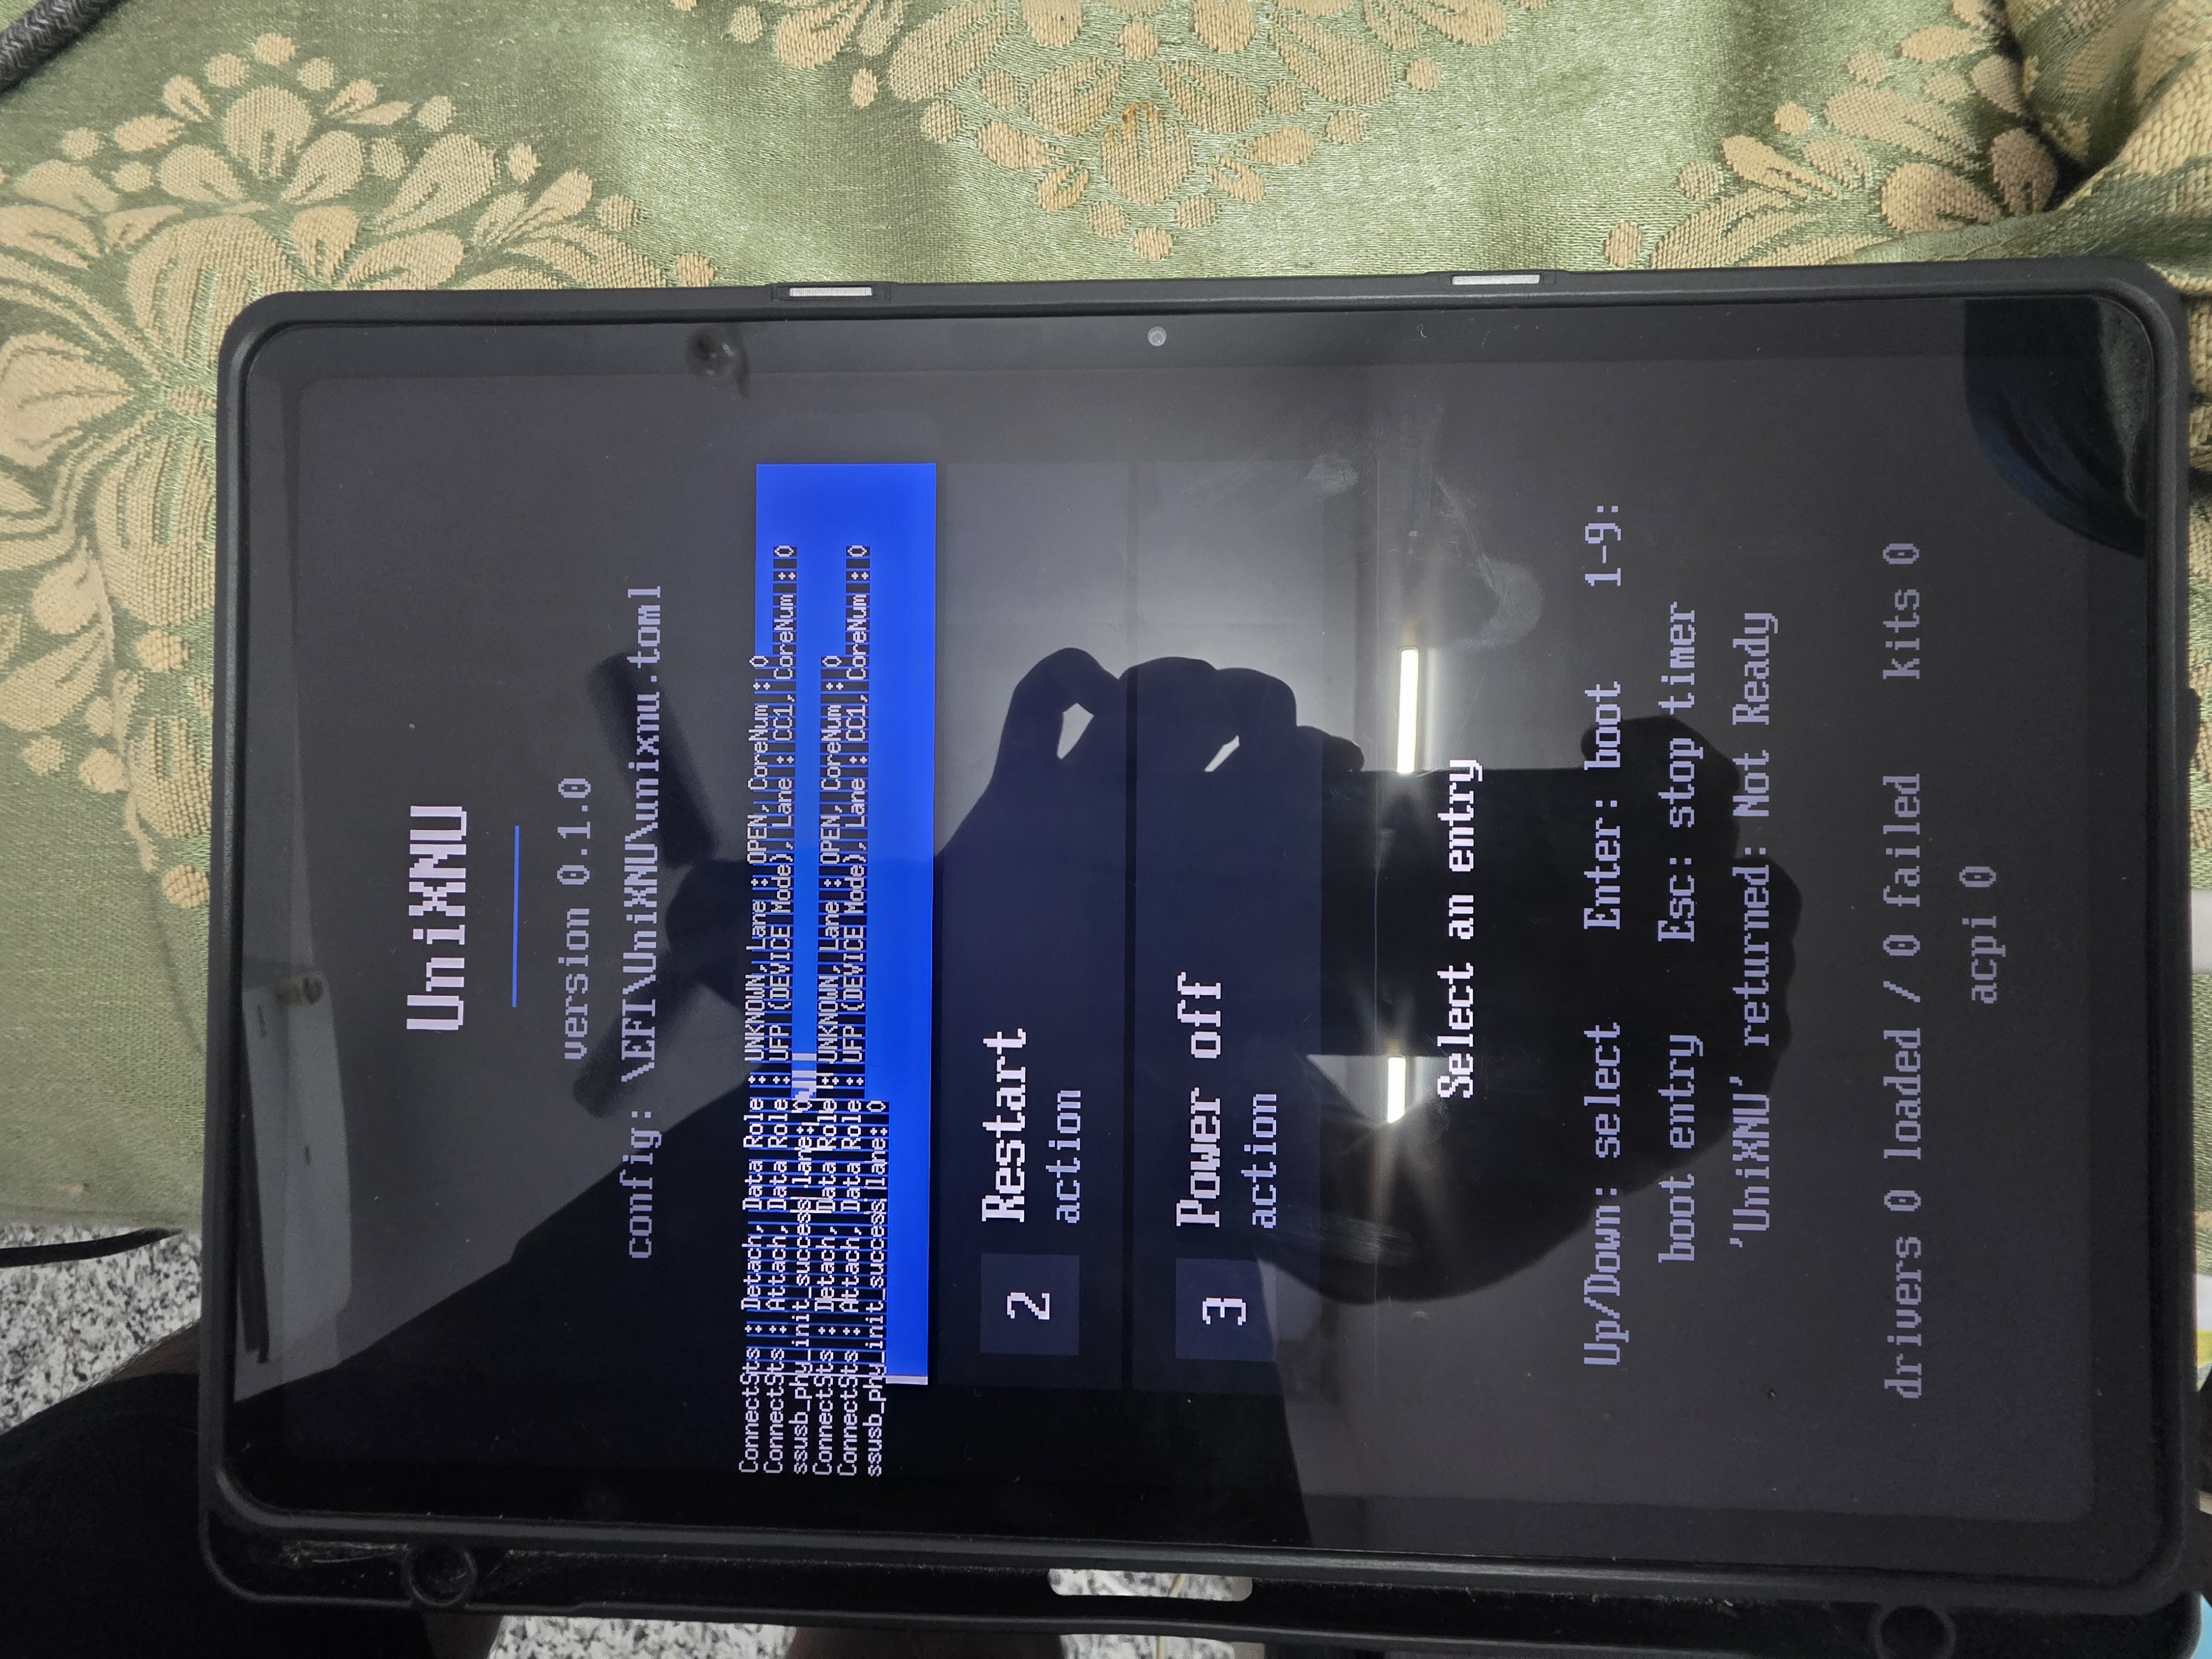 UniXNU
version 0.1.0
config: \EFI\UniXNU\unixnu.toml
ConnectSts : Detach, Data Role : UNKNOWN, Lane : OPEN, CoreNum : 0
ConnectSts : Attach, Data Role : UFP (DEVICE Mode), Lane : CC1, CoreNum : 0
ssusb_phy_init_success lane: 0
ConnectSts : Detach, Data Role : UNKNOWN, Lane : OPEN, CoreNum : 0
ConnectSts : Attach, Data Role : UFP (DEVICE Mode), Lane : CC1, CoreNum : 0
ssusb_phy_init_success lane: 0
2 Restart
action
3 Power off
action
Select an entry
Up/Down: select Enter: boot 1-9:
boot entry Esc: stop timer
'UniXNU' returned: Not Ready
drivers 0 loaded / 0 failed kits 0
acpi 0